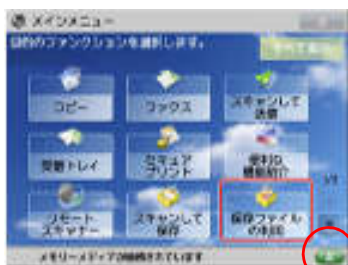 メインメニュー
目的のファンクションを選択します。
コピー
ファクス
スキャンして
送信
受信トレイ
セキュア
プリント
便利な
機能紹介
リモート
スキャナー
スキャンして
保存
保存ファイル
の利用
1/1
メモリーメディアが接続されています